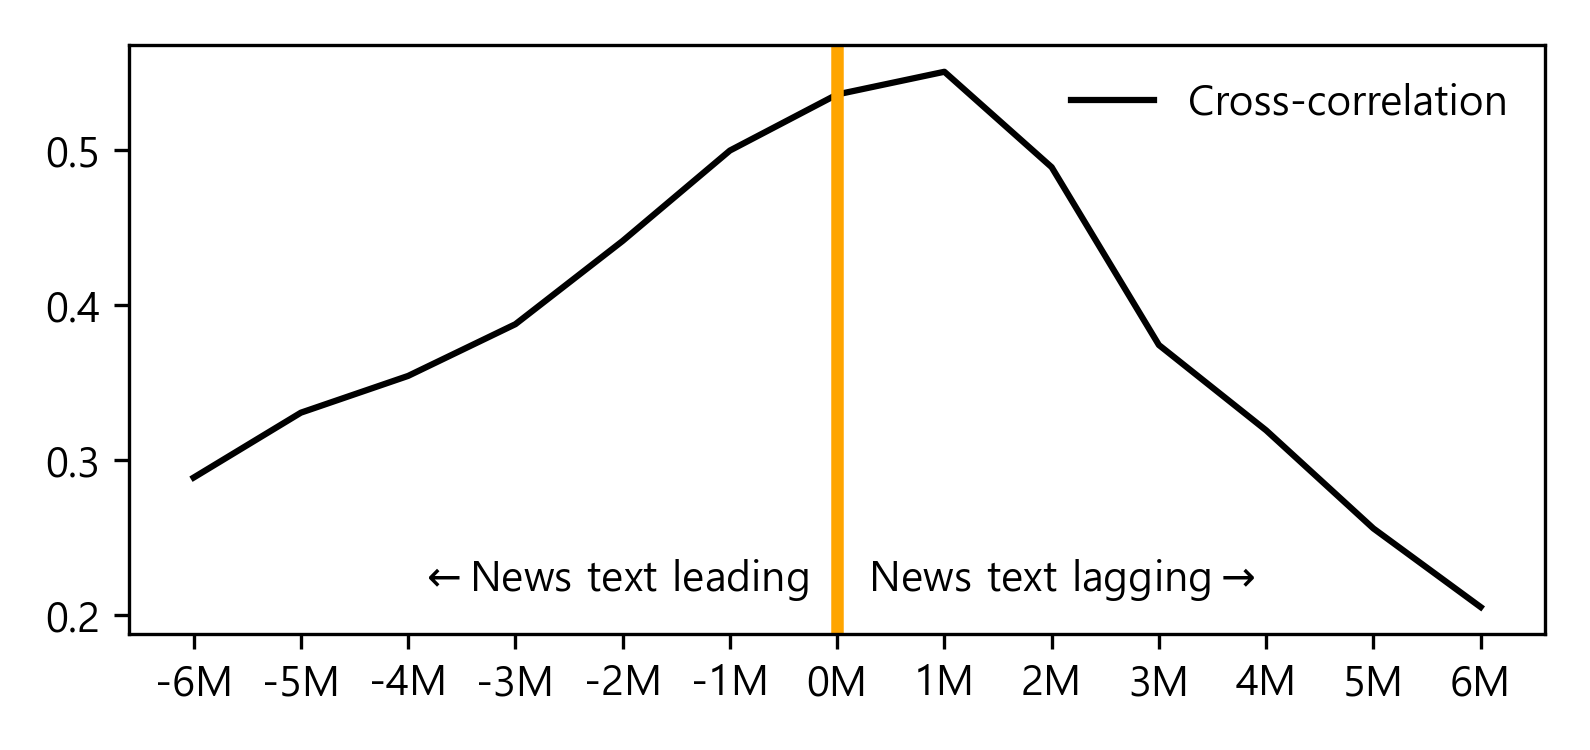 Cross-correlation
0.5
0.4
0.3
0.2
← News text leading
News text lagging →
-6M -5M -4M -3M -2M -1M 0M 1M 2M 3M 4M 5M 6M